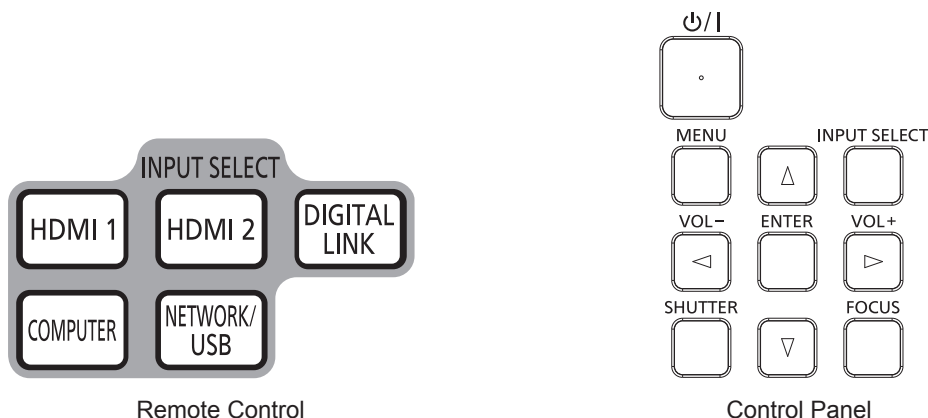 INPUT SELECT
HDMI 1
HDMI 2
DIGITAL
LINK
COMPUTER
NETWORK/
USB
Remote Control
⏻/|
MENU
INPUT SELECT
VOL−
ENTER
VOL+
SHUTTER
FOCUS
Control Panel